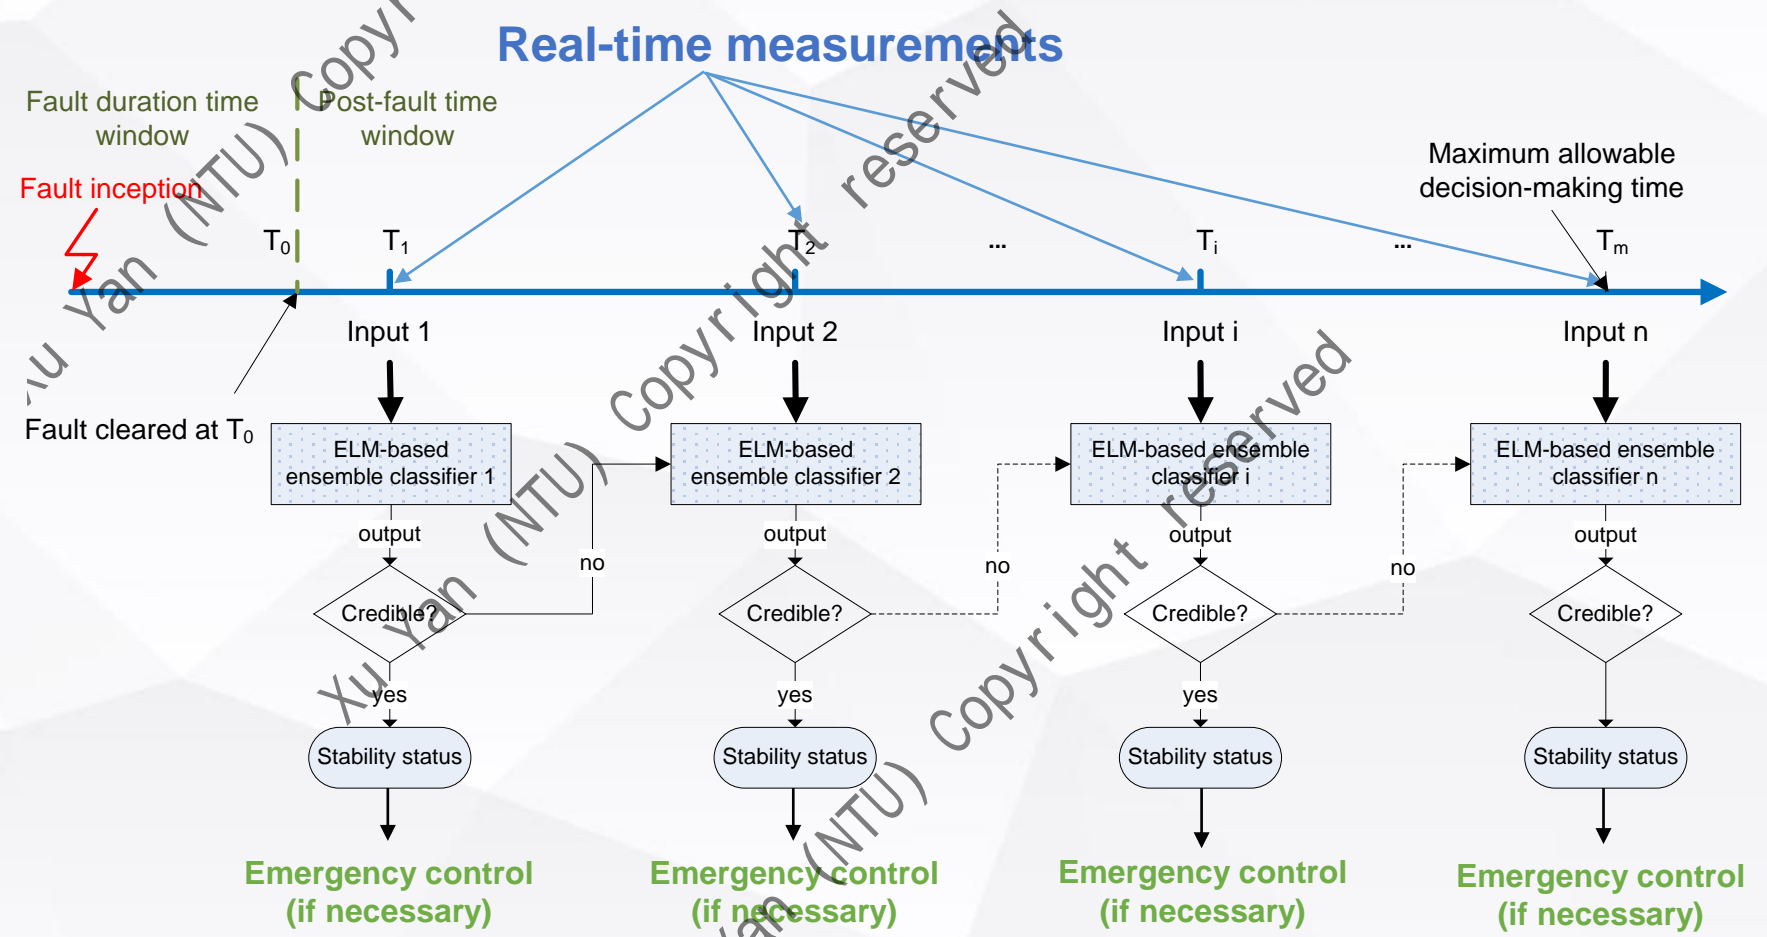 Real-time measurements
Fault duration time
window
Post-fault time
window
Fault inception
Maximum allowable
decision-making time
T0
T1
T2
...
Ti
...
Tm
Input 1
Input 2
Input i
Input n
Fault cleared at T0
ELM-based
ensemble classifier 1
ELM-based
ensemble classifier 2
ELM-based ensemble
classifier i
ELM-based ensemble
classifier n
output
output
output
output
no
no
no
Credible?
Credible?
Credible?
Credible?
yes
yes
yes
Stability status
Stability status
Stability status
Stability status
Emergency control
(if necessary)
Emergency control
(if necessary)
Emergency control
(if necessary)
Emergency control
(if necessary)
Xu Yan (NTU) Copyr
Xu Yan (NTU) Copyright reserved
Yan (NTU) Copyright reserved